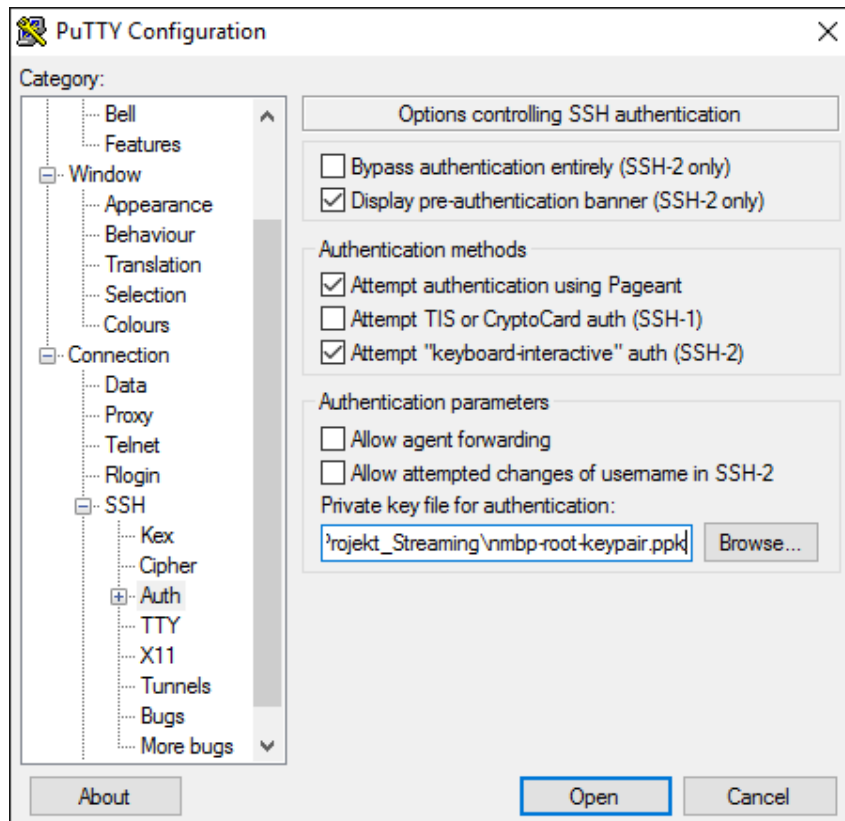 PuTTY Configuration
Category:
Bell
Features
Window
Appearance
Behaviour
Translation
Selection
Colours
Connection
Data
Proxy
Telnet
Rlogin
SSH
Kex
Cipher
Auth
TTY
X11
Tunnels
Bugs
More bugs
Options controlling SSH authentication
Bypass authentication entirely (SSH-2 only)
Display pre-authentication banner (SSH-2 only)
Authentication methods
Attempt authentication using Pageant
Attempt TIS or CryptoCard auth (SSH-1)
Attempt "keyboard-interactive" auth (SSH-2)
Authentication parameters
Allow agent forwarding
Allow attempted changes of username in SSH-2
Private key file for authentication:
Projekt_Streaming\nmbp-root-keypair.ppk
Browse...
About
Open
Cancel